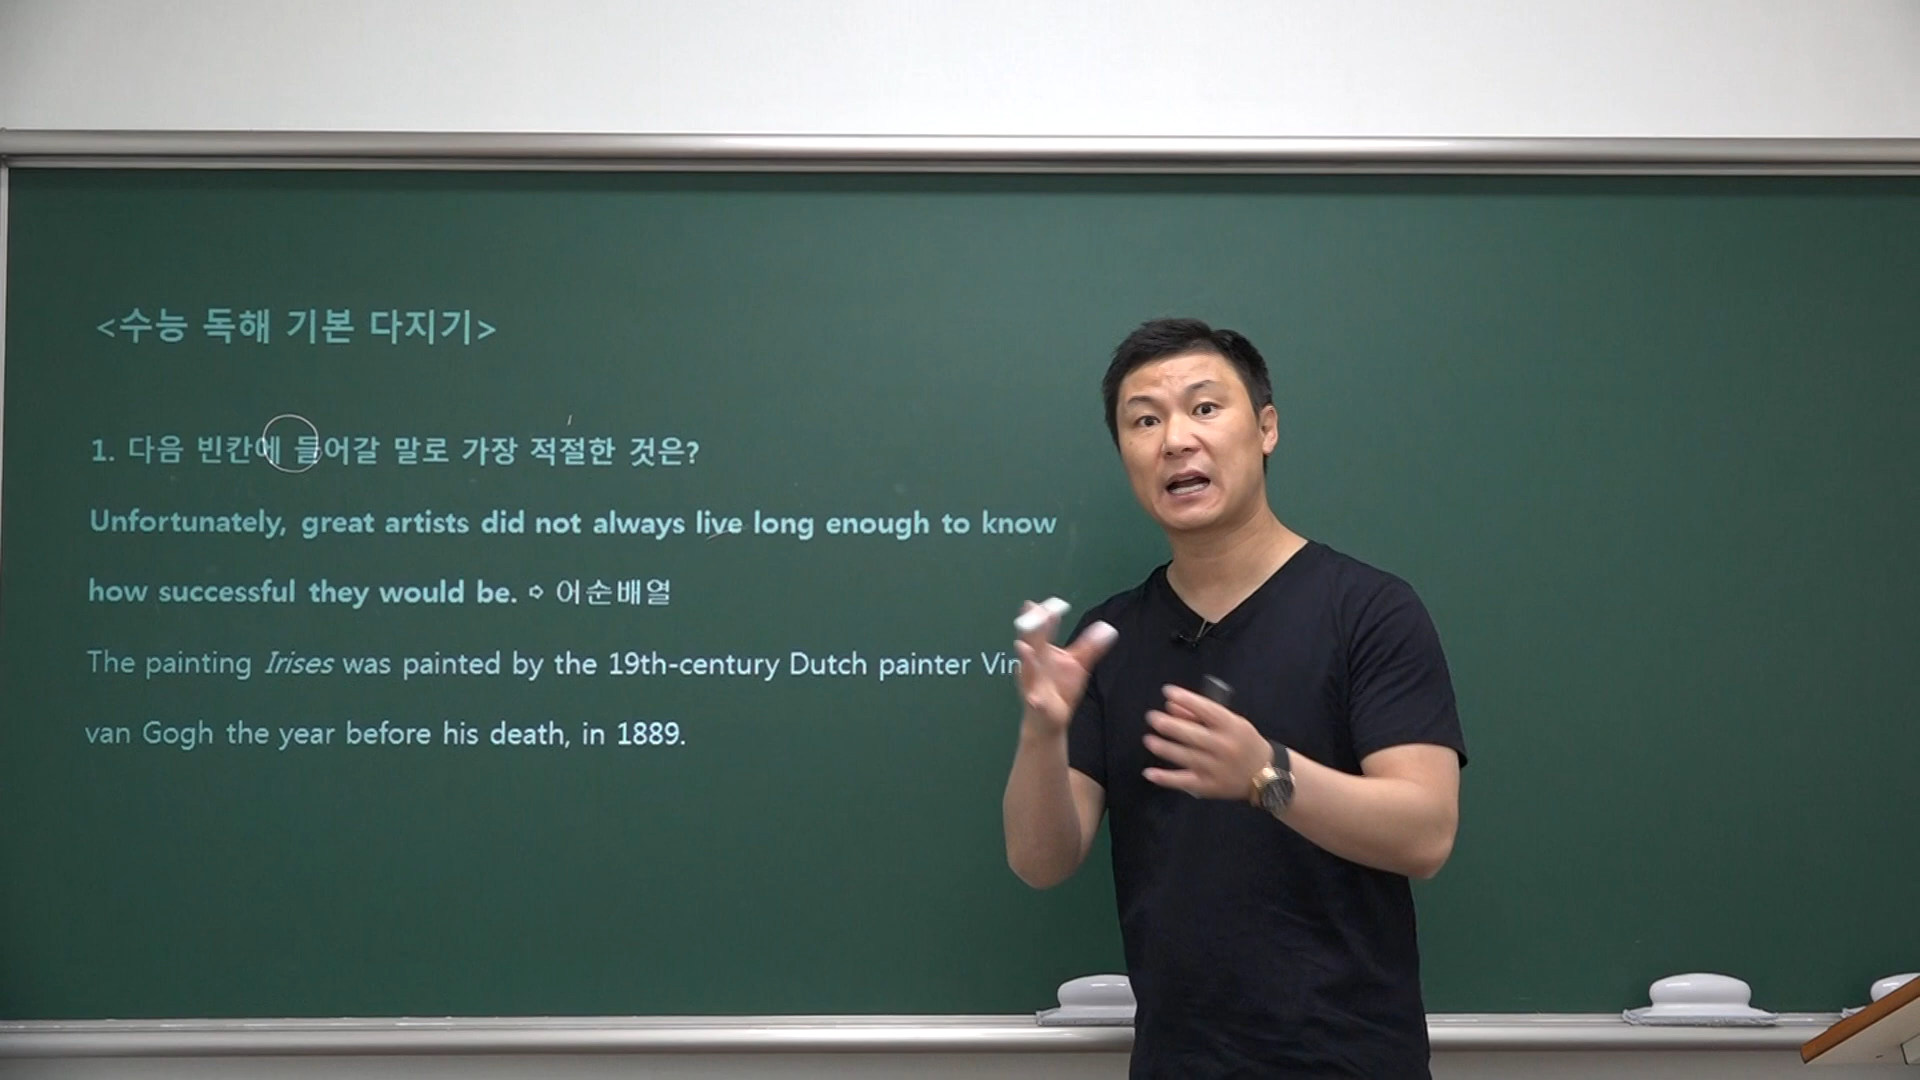 <수능 독해 기본 다지기>
1. 다음 빈칸에 들어갈 말로 가장 적절한 것은?
Unfortunately, great artists did not always live long enough to know
how successful they would be. ➪ 어순배열
The painting Irises was painted by the 19th-century Dutch painter
van Gogh the year before his death, in 1889.